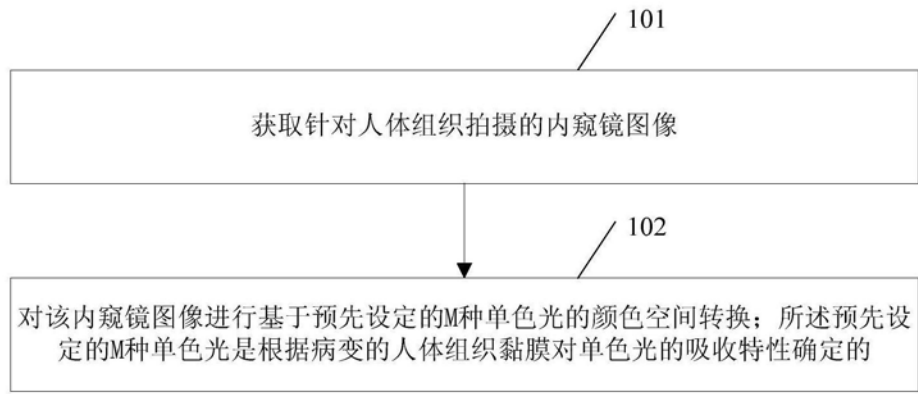 101
获取针对人体组织拍摄的内窥镜图像
102
对该内窥镜图像进行基于预先设定的M种单色光的颜色空间转换；所述预先设
定的M种单色光是根据病变的人体组织黏膜对单色光的吸收特性确定的